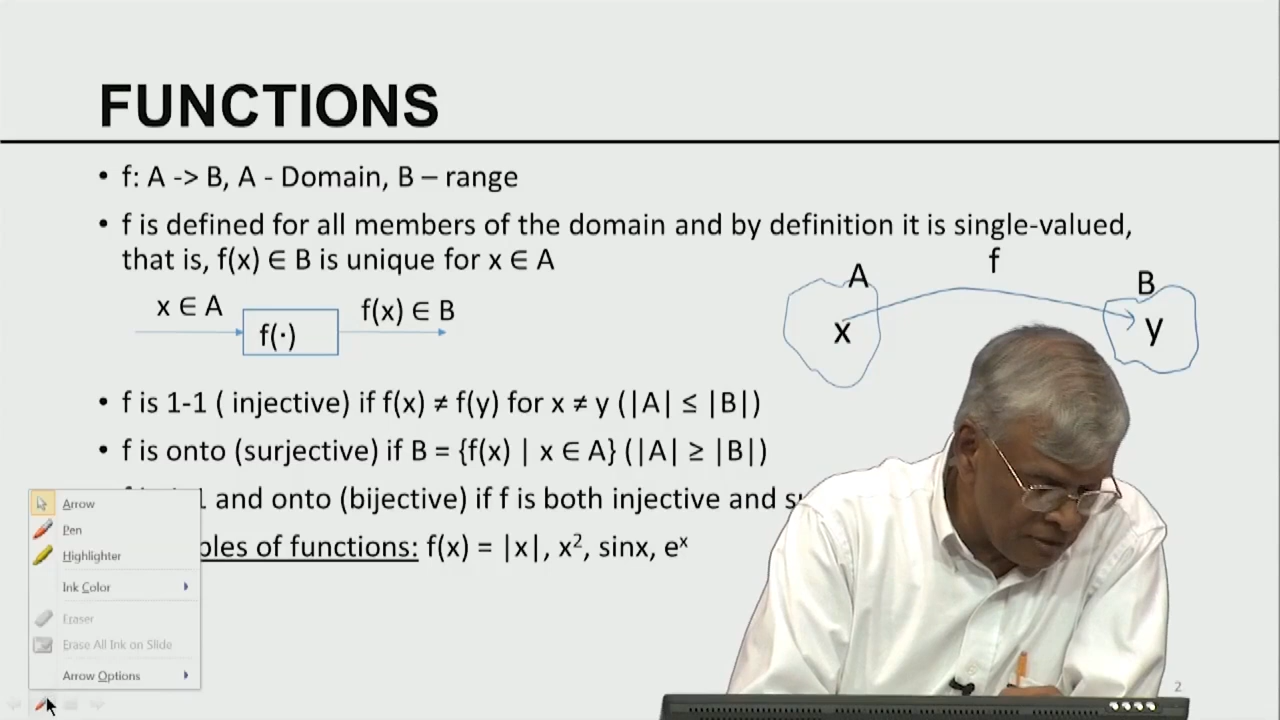 FUNCTIONS
• f: A -> B, A - Domain, B – range
• f is defined for all members of the domain and by definition it is single-valued,
that is, f(x) ∈ B is unique for x ∈ A
x ∈ A
f(·)
f(x) ∈ B
f
A
B
x
y
• f is 1-1 ( injective) if f(x) ≠ f(y) for x ≠ y (|A| ≤ |B|)
• f is onto (surjective) if B = {f(x) | x ∈ A} (|A| ≥ |B|)
and onto (bijective) if f is both injective and
of functions: f(x) = |x|, x², sinx, eˣ
Arrow
Pen
Highlighter
Ink Color
Eraser
Erase All Ink on Slide
Arrow Options
2